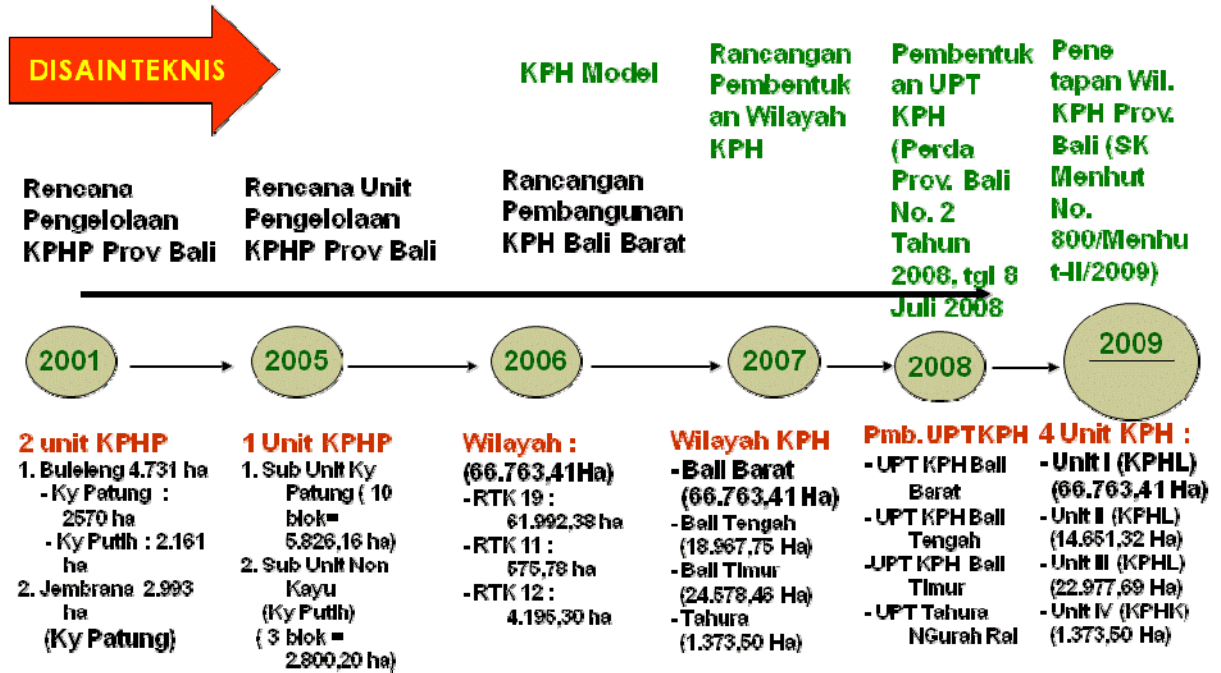 DISAIN TEKNIS
KPH Model
Rancangan
Pembentuk
an Wilayah
KPH
Pembentuk
an UPT
KPH
(Perda
Prov. Bali
No. 2
Tahun
2008, tgl 8
Juli 2008
Pene
tapan Wil.
KPH Prov.
Bali (SK
Menhut
No.
800/Menhu
t-II/2009)
Rencana
Pengelolaan
KPHP Prov Bali
Rencana Unit
Pengelolaan
KPHP Prov Bali
Rancangan
Pembangunan
KPH Bali Barat
2001
2005
2006
2007
2008
2009
2 unit KPHP
1. Buleleng 4.731 ha
- Ky Patung :
2570 ha
- Ky Putih : 2.161
ha
2. Jembrana 2.993
ha
(Ky Patung)
1 Unit KPHP
1. Sub Unit Ky
Patung ( 10
blok=
5.826,16 ha)
2. Sub Unit Non
Kayu
(Ky Putih)
( 3 blok =
2.800,20 ha)
Wilayah :
(66.763,41Ha)
-RTK 19 :
61.992,38 ha
-RTK 11 :
575,78 ha
-RTK 12 :
4.195,30 ha
Wilayah KPH
-Bali Barat
(66.763,41 Ha)
-Bali Tengah
(18.967,75 Ha)
-Bali Timur
(24.578,46 Ha)
-Tahura
(1.373,50 Ha)
Pmb. UPT KPH
- UPT KPH Bali
Barat
- UPT KPH Bali
Tengah
-UPT KPH Bali
Timur
- UPT Tahura
NGurah Rai
4 Unit KPH :
- Unit I (KPHL)
(66.763,41 Ha)
- Unit II (KPHL)
(14.651,32 Ha)
- Unit III (KPHL)
(22.977,69 Ha)
- Unit IV (KPHK)
(1.373,50 Ha)